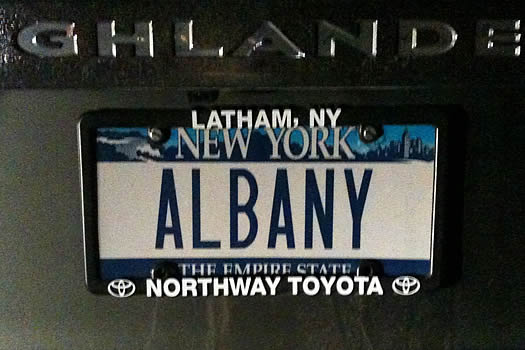 GHLANDE
LATHAM, NY
NEW YORK
ALBANY
THE EMPIRE STATE
NORTHWAY TOYOTA